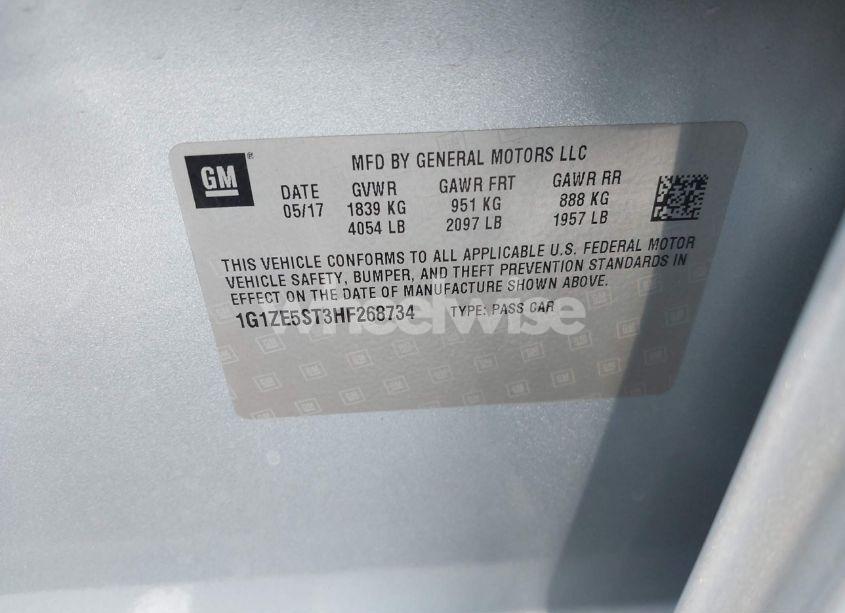 GM
MFD BY GENERAL MOTORS LLC
DATE GVWR GAWR FRT GAWR RR
05/17 1839 KG 951 KG 888 KG
4054 LB 2097 LB 1957 LB
THIS VEHICLE CONFORMS TO ALL APPLICABLE U.S. FEDERAL MOTOR
VEHICLE SAFETY, BUMPER, AND THEFT PREVENTION STANDARDS IN
EFFECT ON THE DATE OF MANUFACTURE SHOWN ABOVE.
1G1ZE5ST3HF268734 TYPE: PASS CAR
wheelwise